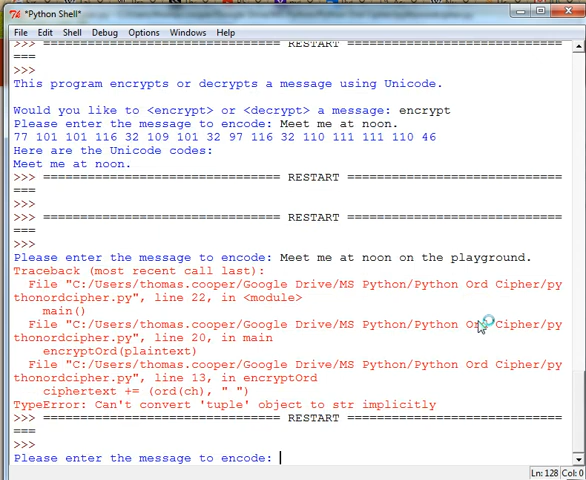 *Python Shell*
File Edit Shell Debug Options Windows Help
>>> ================================ RESTART ================================
===
>>>
This program encrypts or decrypts a message using Unicode.
Would you like to <encrypt> or <decrypt> a message: encrypt
Please enter the message to encode: Meet me at noon.
77 101 101 116 32 109 101 32 97 116 32 110 111 111 110 46
Here are the Unicode codes:
Meet me at noon.
>>> ================================ RESTART ================================
===
>>>
>>> ================================ RESTART ================================
===
>>>
Please enter the message to encode: Meet me at noon on the playground.
Traceback (most recent call last):
File "C:/Users/thomas.cooper/Google Drive/MS Python/Python Ord Cipher/py
thonordcipher.py", line 22, in <module>
main()
File "C:/Users/thomas.cooper/Google Drive/MS Python/Python Ord Cipher/py
thonordcipher.py", line 20, in main
encryptOrd(plaintext)
File "C:/Users/thomas.cooper/Google Drive/MS Python/Python Ord Cipher/py
thonordcipher.py", line 13, in encryptOrd
ciphertext += (ord(ch), " ")
TypeError: Can't convert 'tuple' object to str implicitly
>>> ================================ RESTART ================================
===
>>>
Please enter the message to encode:
Ln: 128 Col: 0